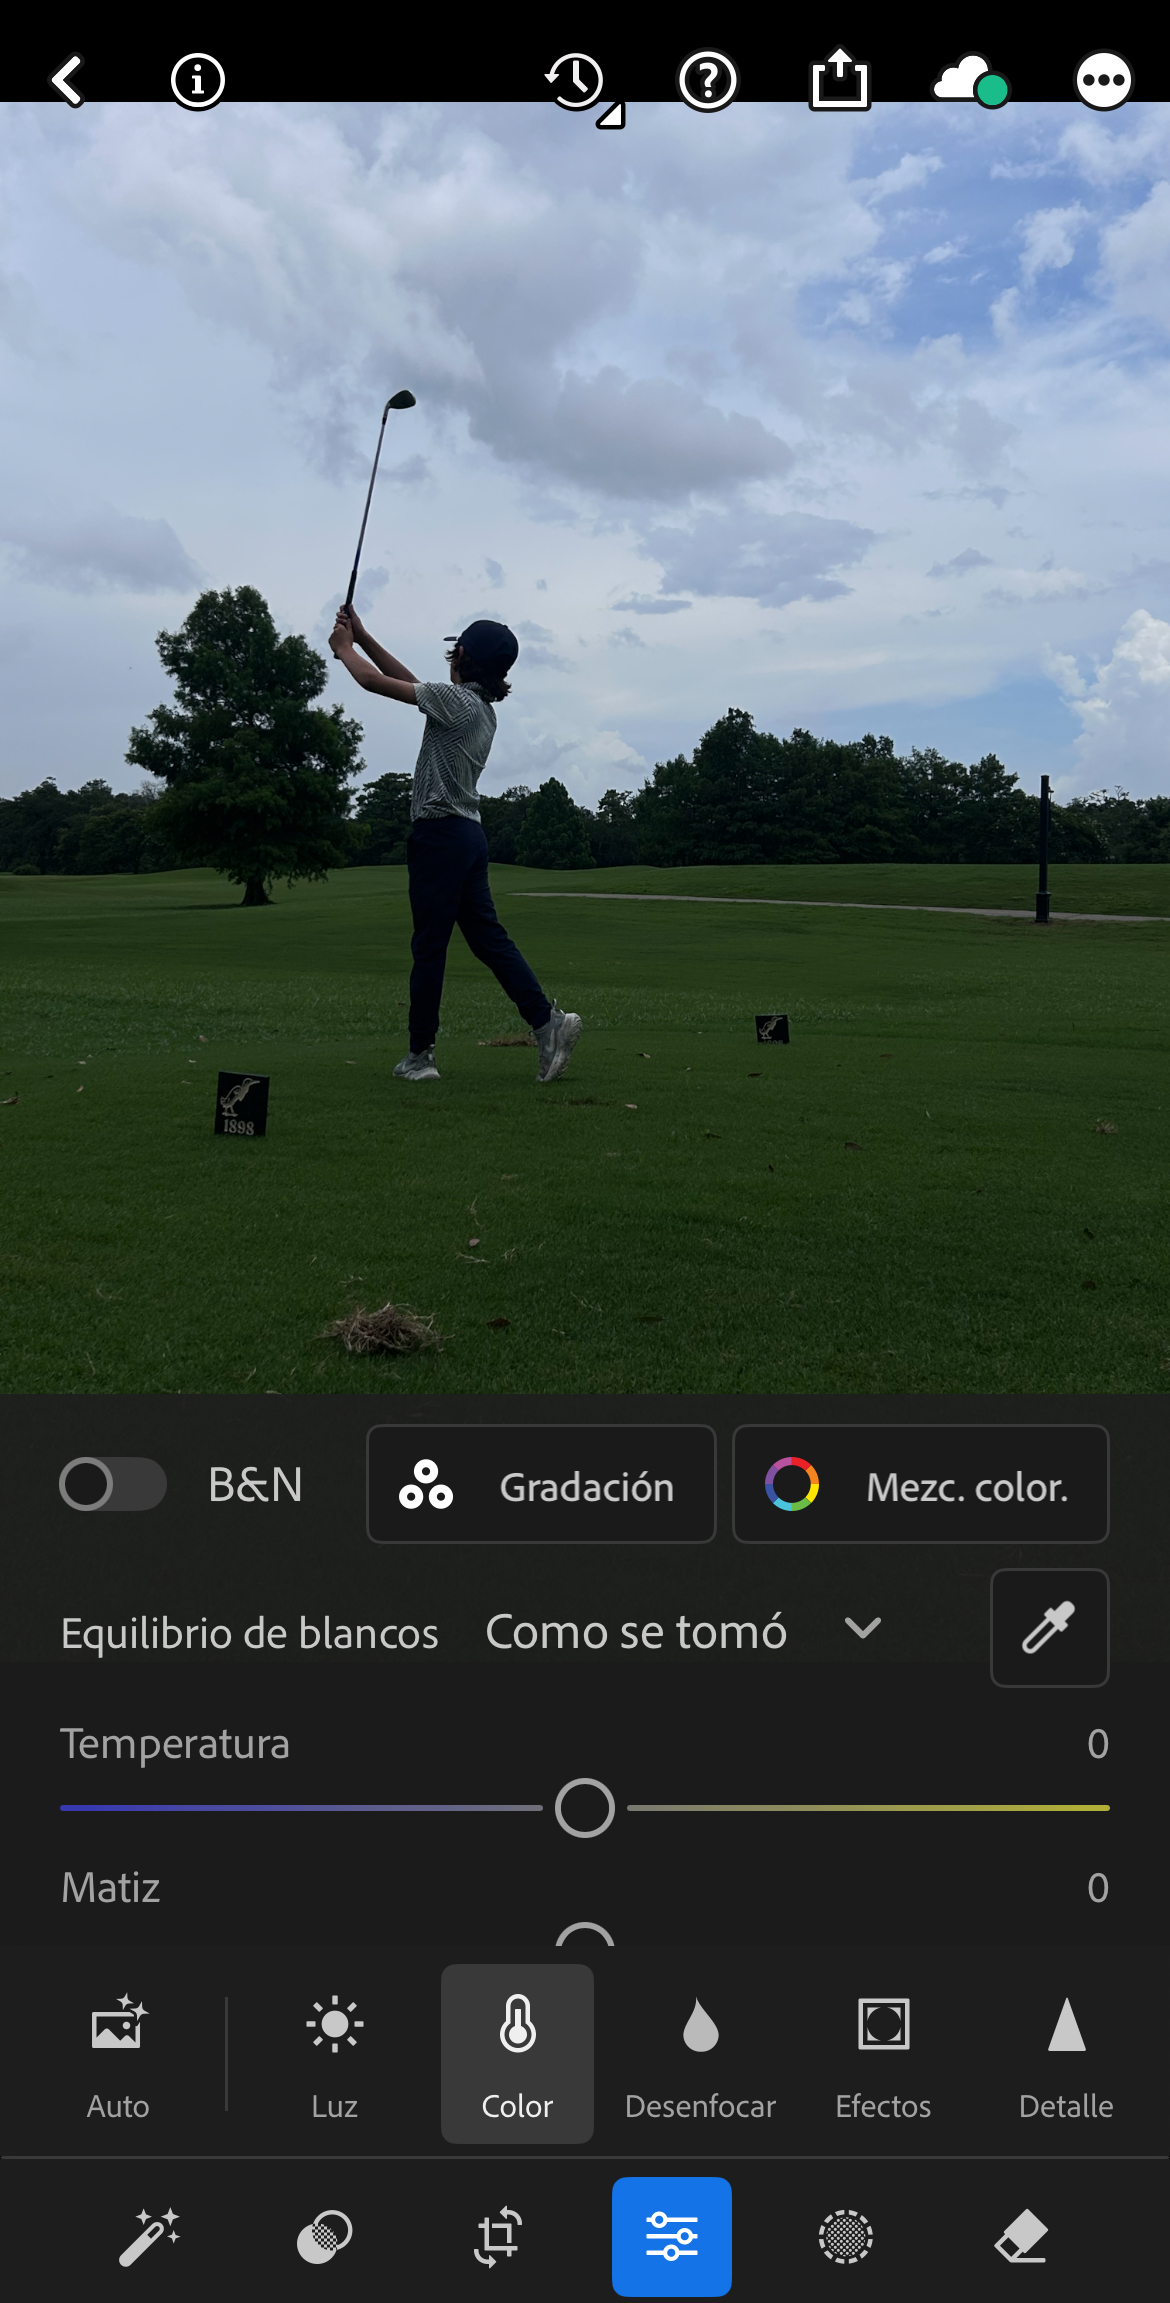 1898
B&N
Gradación
Mezc. color.
Equilibrio de blancos
Como se tomó
Temperatura
0
Matiz
0
Auto
Luz
Color
Desenfocar
Efectos
Detalle